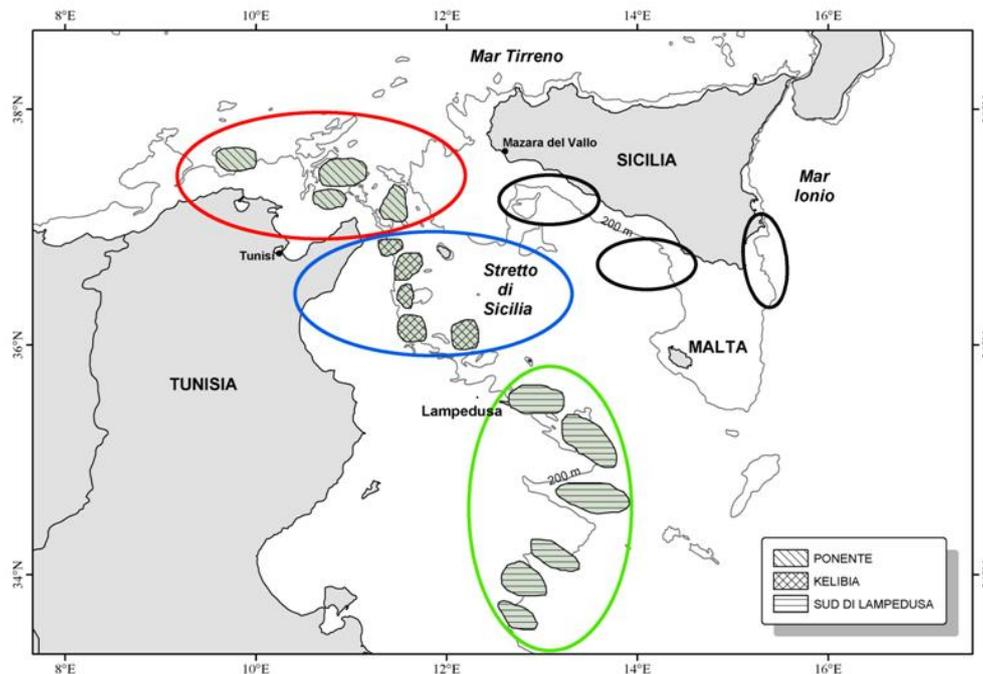 8°E 10°E 12°E 14°E 16°E
38°N
Mar Tirreno
Mazara del Vallo
SICILIA
Mar
Ionio
200 m
Tunisi
Stretto
di
Sicilia
36°N
MALTA
TUNISIA
Lampedusa
200 m
34°N
PONENTE
KELIBIA
SUD DI LAMPEDUSA
8°E 10°E 12°E 14°E 16°E